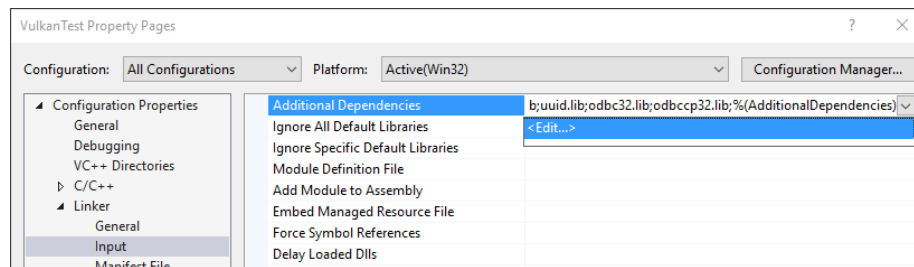 VulkanTest Property Pages
Configuration: All Configurations Platform: Active(Win32) Configuration Manager...
Configuration Properties
General
Debugging
VC++ Directories
C/C++
Linker
General
Input
Manifest File
Additional Dependencies b;uuid.lib;odbc32.lib;odbccp32.lib;%(AdditionalDependencies)
<Edit...>
Ignore All Default Libraries
Ignore Specific Default Libraries
Module Definition File
Add Module to Assembly
Embed Managed Resource File
Force Symbol References
Delay Loaded Dlls